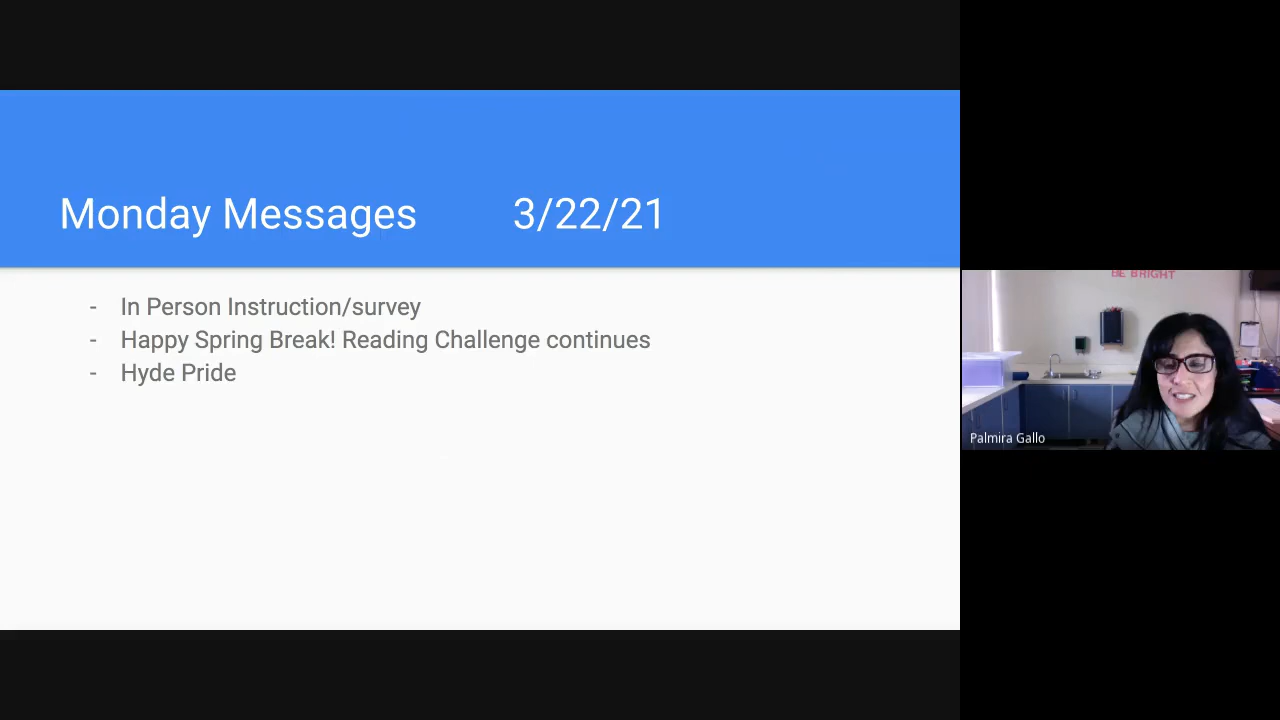 Monday Messages 3/22/21
- In Person Instruction/survey
- Happy Spring Break! Reading Challenge continues
- Hyde Pride
BE BRIGHT
Palmira Gallo